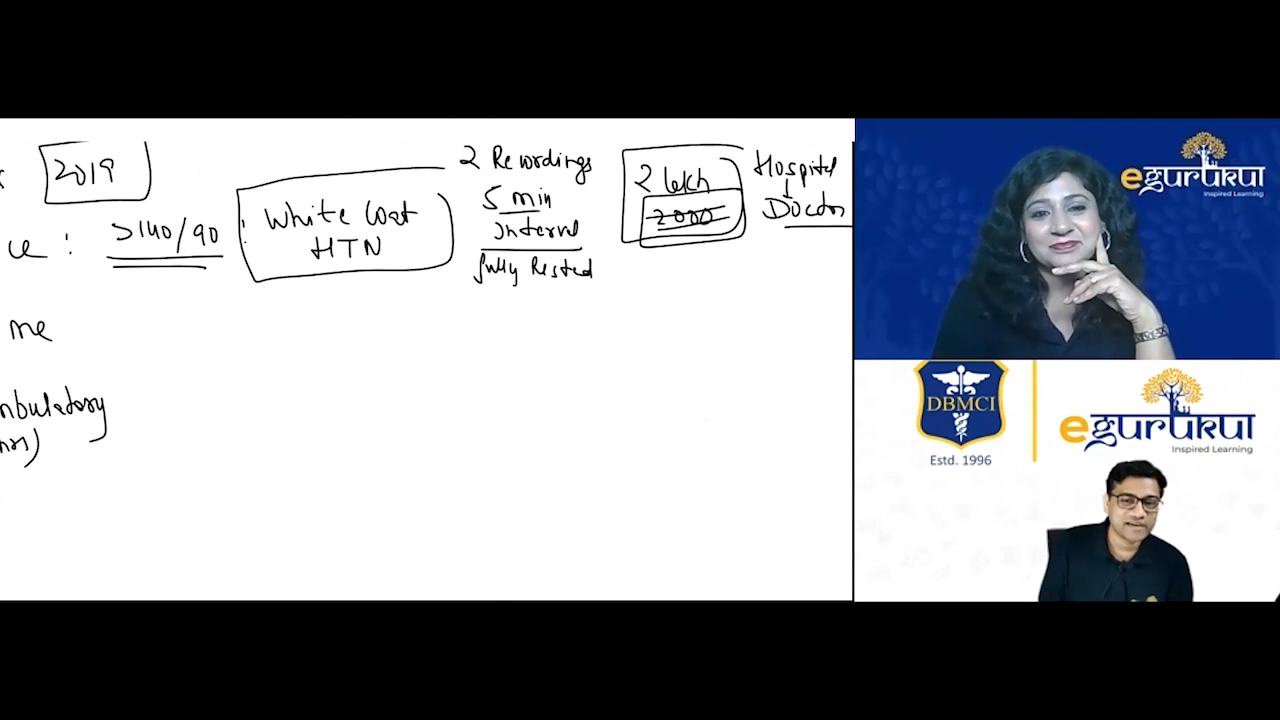 2019
>140/90
White Coat
HTN
2 Recordings
5 min
interval
fully Rested
2 lakh
2000
Hospital
Doctor
me
mbulatory
hrs)
egurukul
Inspired Learning
DBMCI
Estd. 1996
egurukul
Inspired Learning